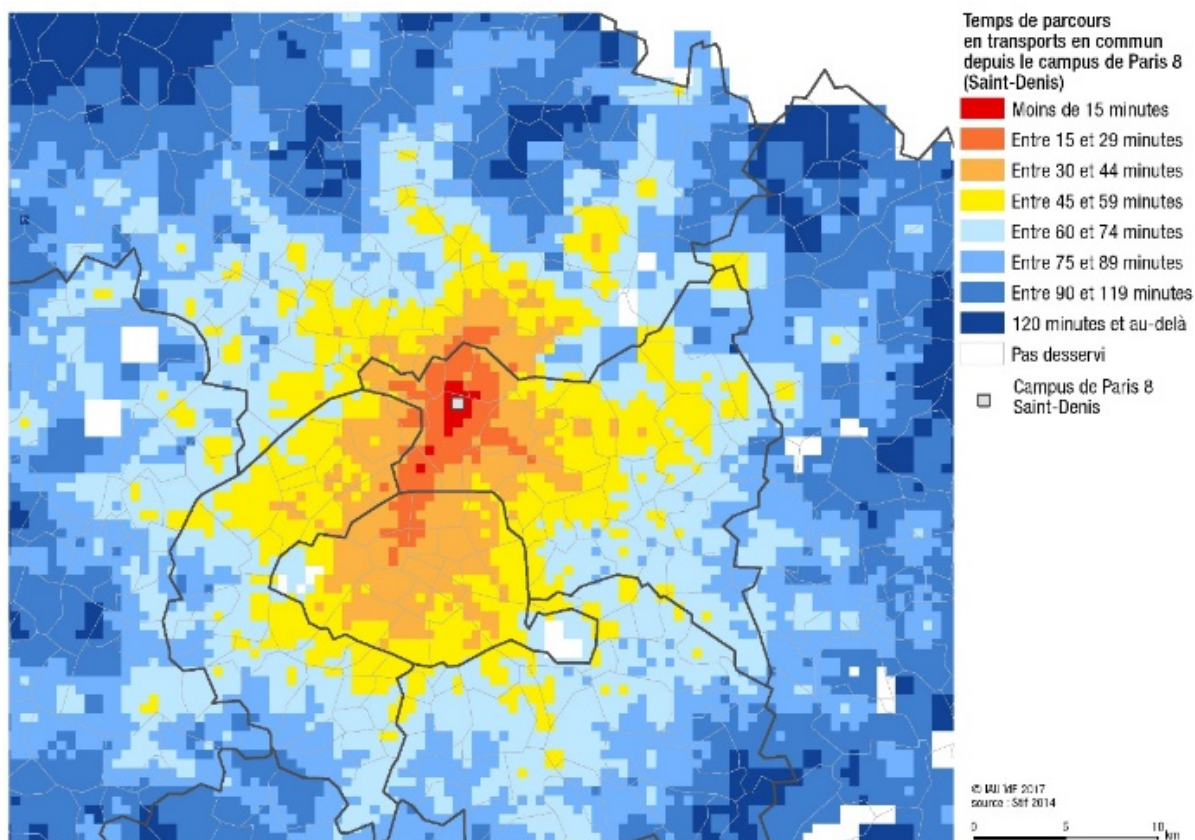 Temps de parcours
en transports en commun
depuis le campus de Paris 8
(Saint-Denis)
Moins de 15 minutes
Entre 15 et 29 minutes
Entre 30 et 44 minutes
Entre 45 et 59 minutes
Entre 60 et 74 minutes
Entre 75 et 89 minutes
Entre 90 et 119 minutes
120 minutes et au-delà
Pas desservi
Campus de Paris 8
Saint-Denis
© IAU îdF 2017
source : Stif 2014
0 5 10
km